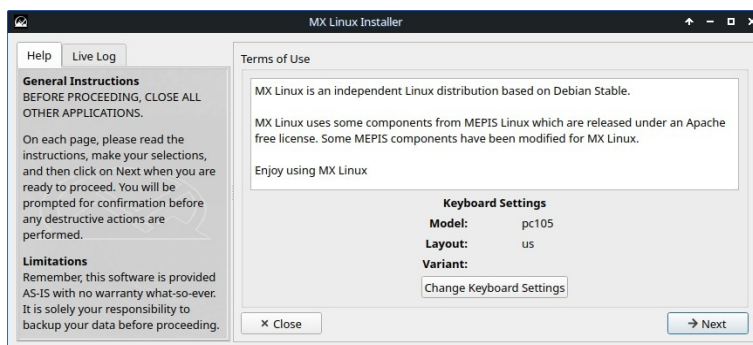 MX Linux Installer
Help
Live Log
General Instructions
BEFORE PROCEEDING, CLOSE ALL
OTHER APPLICATIONS.
On each page, please read the
instructions, make your selections,
and then click on Next when you are
ready to proceed. You will be
prompted for confirmation before
any destructive actions are
performed.
Limitations
Remember, this software is provided
AS-IS with no warranty what-so-ever.
It is solely your responsibility to
backup your data before proceeding.
Terms of Use
MX Linux is an independent Linux distribution based on Debian Stable.
MX Linux uses some components from MEPIS Linux which are released under an Apache
free license. Some MEPIS components have been modified for MX Linux.
Enjoy using MX Linux
Keyboard Settings
Model: pc105
Layout: us
Variant:
Change Keyboard Settings
Close
Next